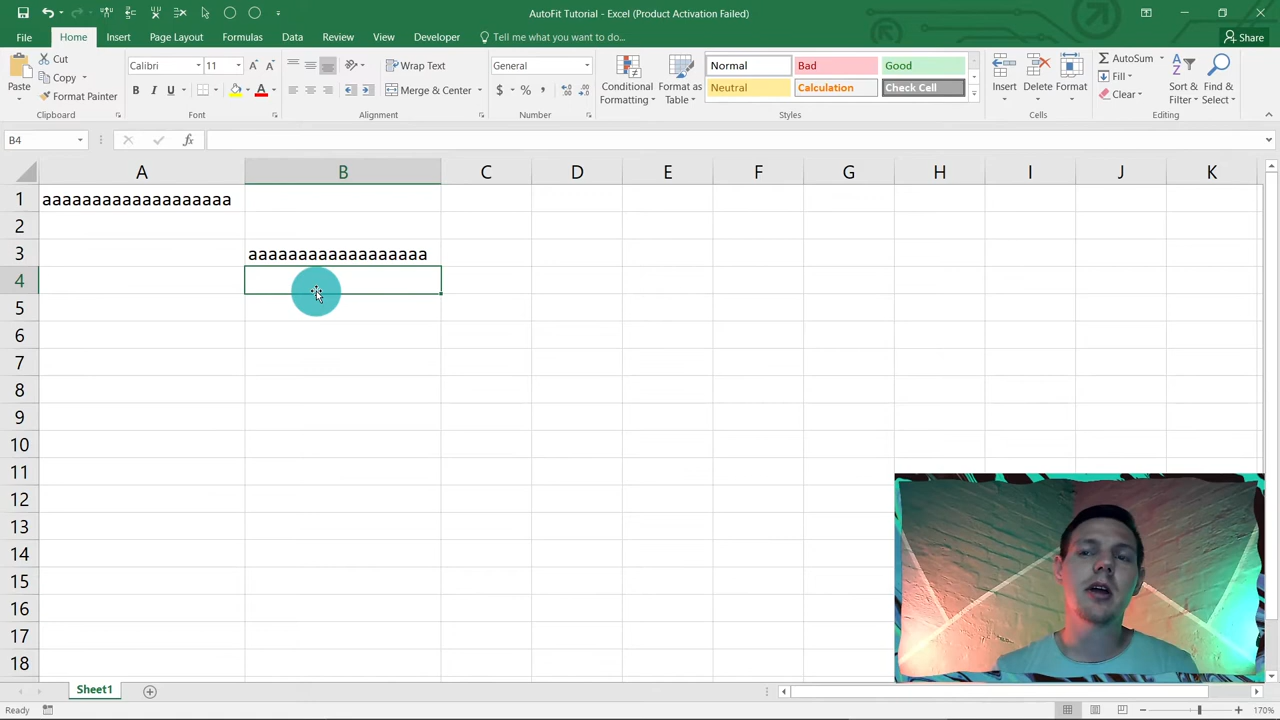 AutoFit Tutorial - Excel (Product Activation Failed)
File Home Insert Page Layout Formulas Data Review View Developer Tell me what you want to do... Share
Paste
Cut
Copy
Format Painter
Clipboard
Calibri 11
B I U
Font
Wrap Text
Merge & Center
Alignment
General
$ % ,
Number
Conditional Formatting
Format as Table
Normal Bad Good
Neutral Calculation Check Cell
Styles
Insert Delete Format
Cells
AutoSum
Fill
Clear
Sort & Filter
Find & Select
Editing
B4 fx
A B C D E F G H I J K
1 aaaaaaaaaaaaaaaaaaa
2
3 aaaaaaaaaaaaaaaaaa
4
5
6
7
8
9
10
11
12
13
14
15
16
17
18
Sheet1
Ready 170%